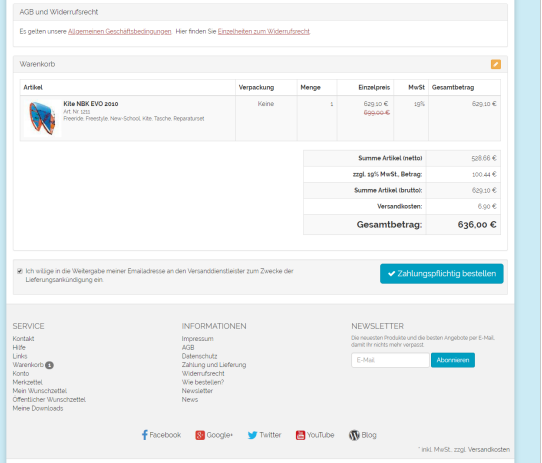 AGB und Widerrufsrecht
Es gelten unsere Allgemeinen Geschäftsbedingungen. Hier finden Sie Einzelheiten zum Widerrufsrecht.
Warenkorb
Artikel Verpackung Menge Einzelpreis MwSt Gesamtbetrag
Kite NBK EVO 2010 Keine 1 629,10 € 19% 629,10 €
Art. Nr. 1211 699,00 €
Freeride, Freestyle, New-School, Kite, Tasche, Reparaturset
Summe Artikel (netto) 528,66 €
zzgl. 19% MwSt., Betrag: 100,44 €
Summe Artikel (brutto): 629,10 €
Versandkosten: 6,90 €
Gesamtbetrag: 636,00 €
Ich willige in die Weitergabe meiner Emailadresse an den Versanddienstleister zum Zwecke der
Lieferungsankündigung ein.
Zahlungspflichtig bestellen
SERVICE
Kontakt
Hilfe
Links
Warenkorb 1
Konto
Merkzettel
Mein Wunschzettel
Öffentlicher Wunschzettel
Meine Downloads
INFORMATIONEN
Impressum
AGB
Datenschutz
Zahlung und Lieferung
Widerrufsrecht
Wie bestellen?
Newsletter
News
NEWSLETTER
Die neuesten Produkte und die besten Angebote per E-Mail,
damit Ihr nichts mehr verpasst.
E-Mail Abonnieren
Facebook Google+ Twitter YouTube Blog
* inkl. MwSt., zzgl. Versandkosten